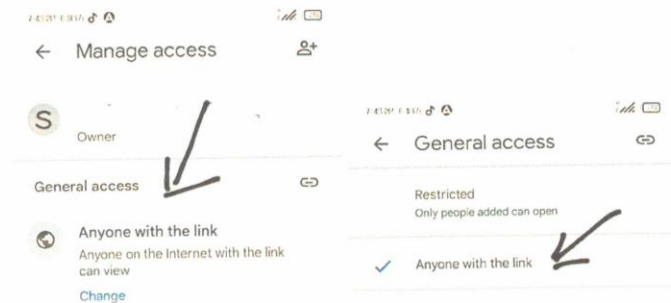 Manage access
S
Owner
General access
Anyone with the link
Anyone on the Internet with the link
can view
Change
General access
Restricted
Only people added can open
Anyone with the link